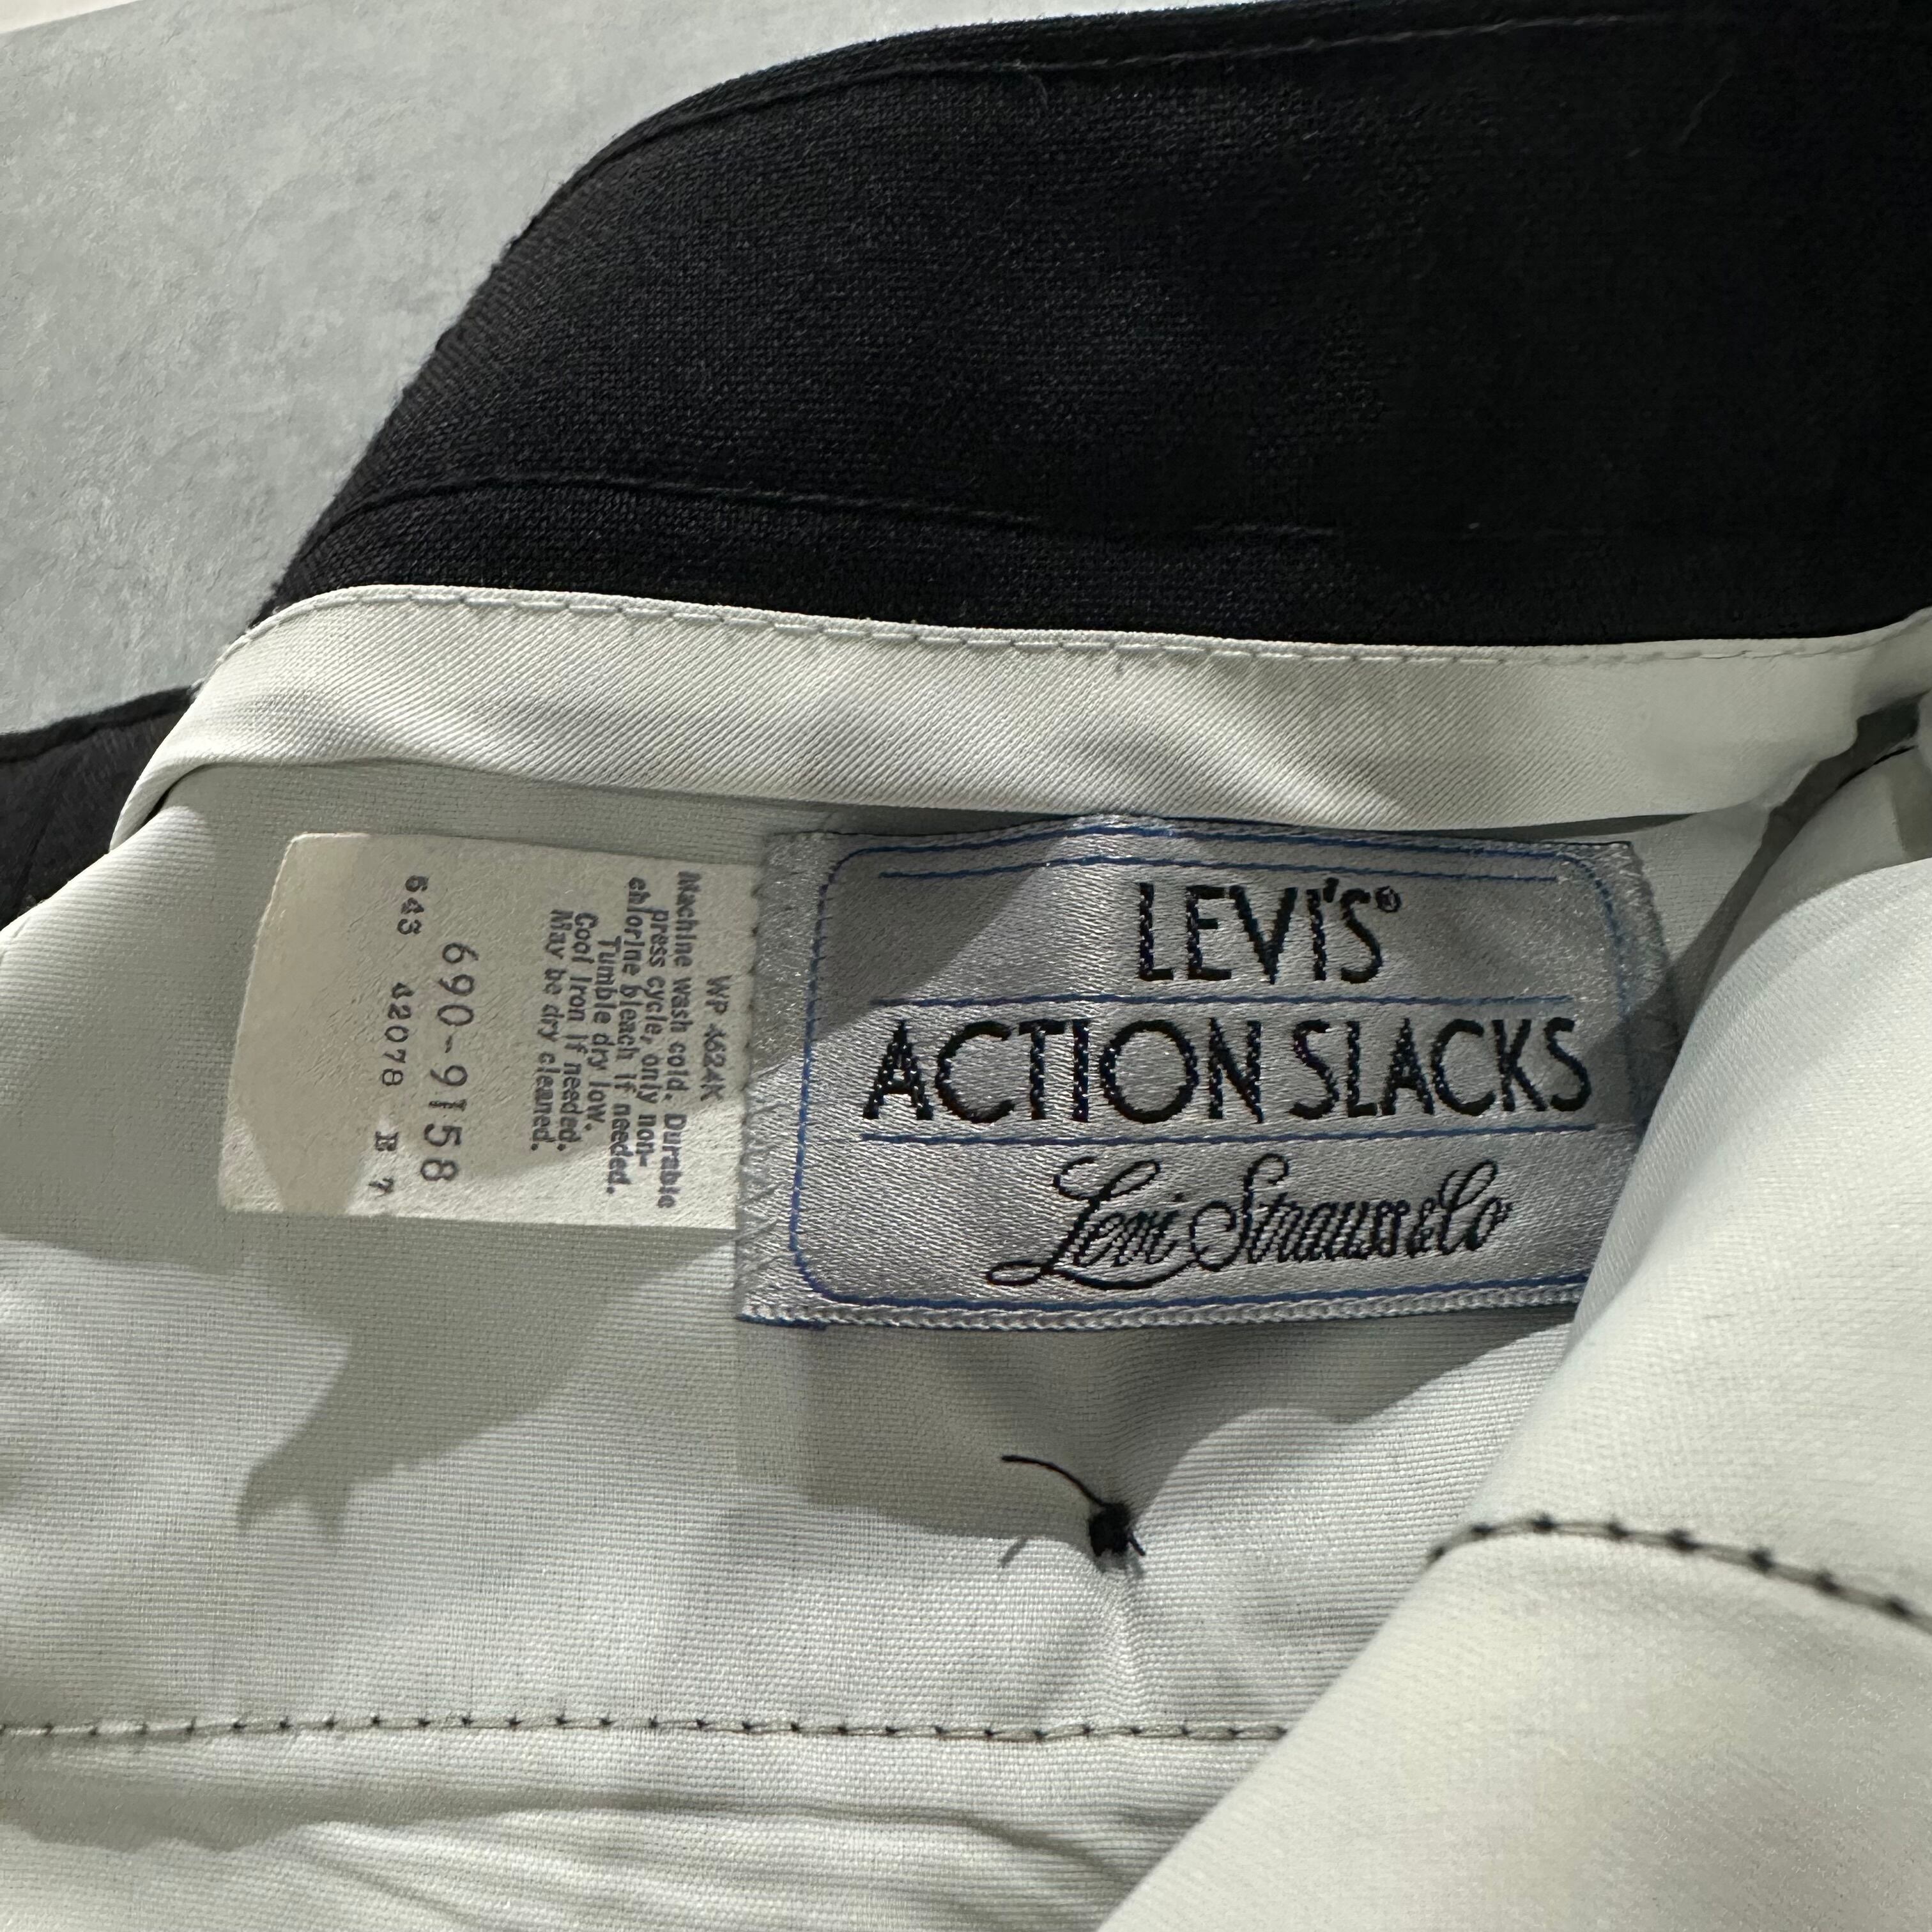 LEVI'S®
ACTION SLACKS
Levi Strauss & Co
WP 4624K
Machine wash cold. Durable
press cycle, only non-
chlorine bleach if needed.
Tumble dry low.
Cool Iron if needed.
May be dry cleaned.
690-9158
543 42078 E 7